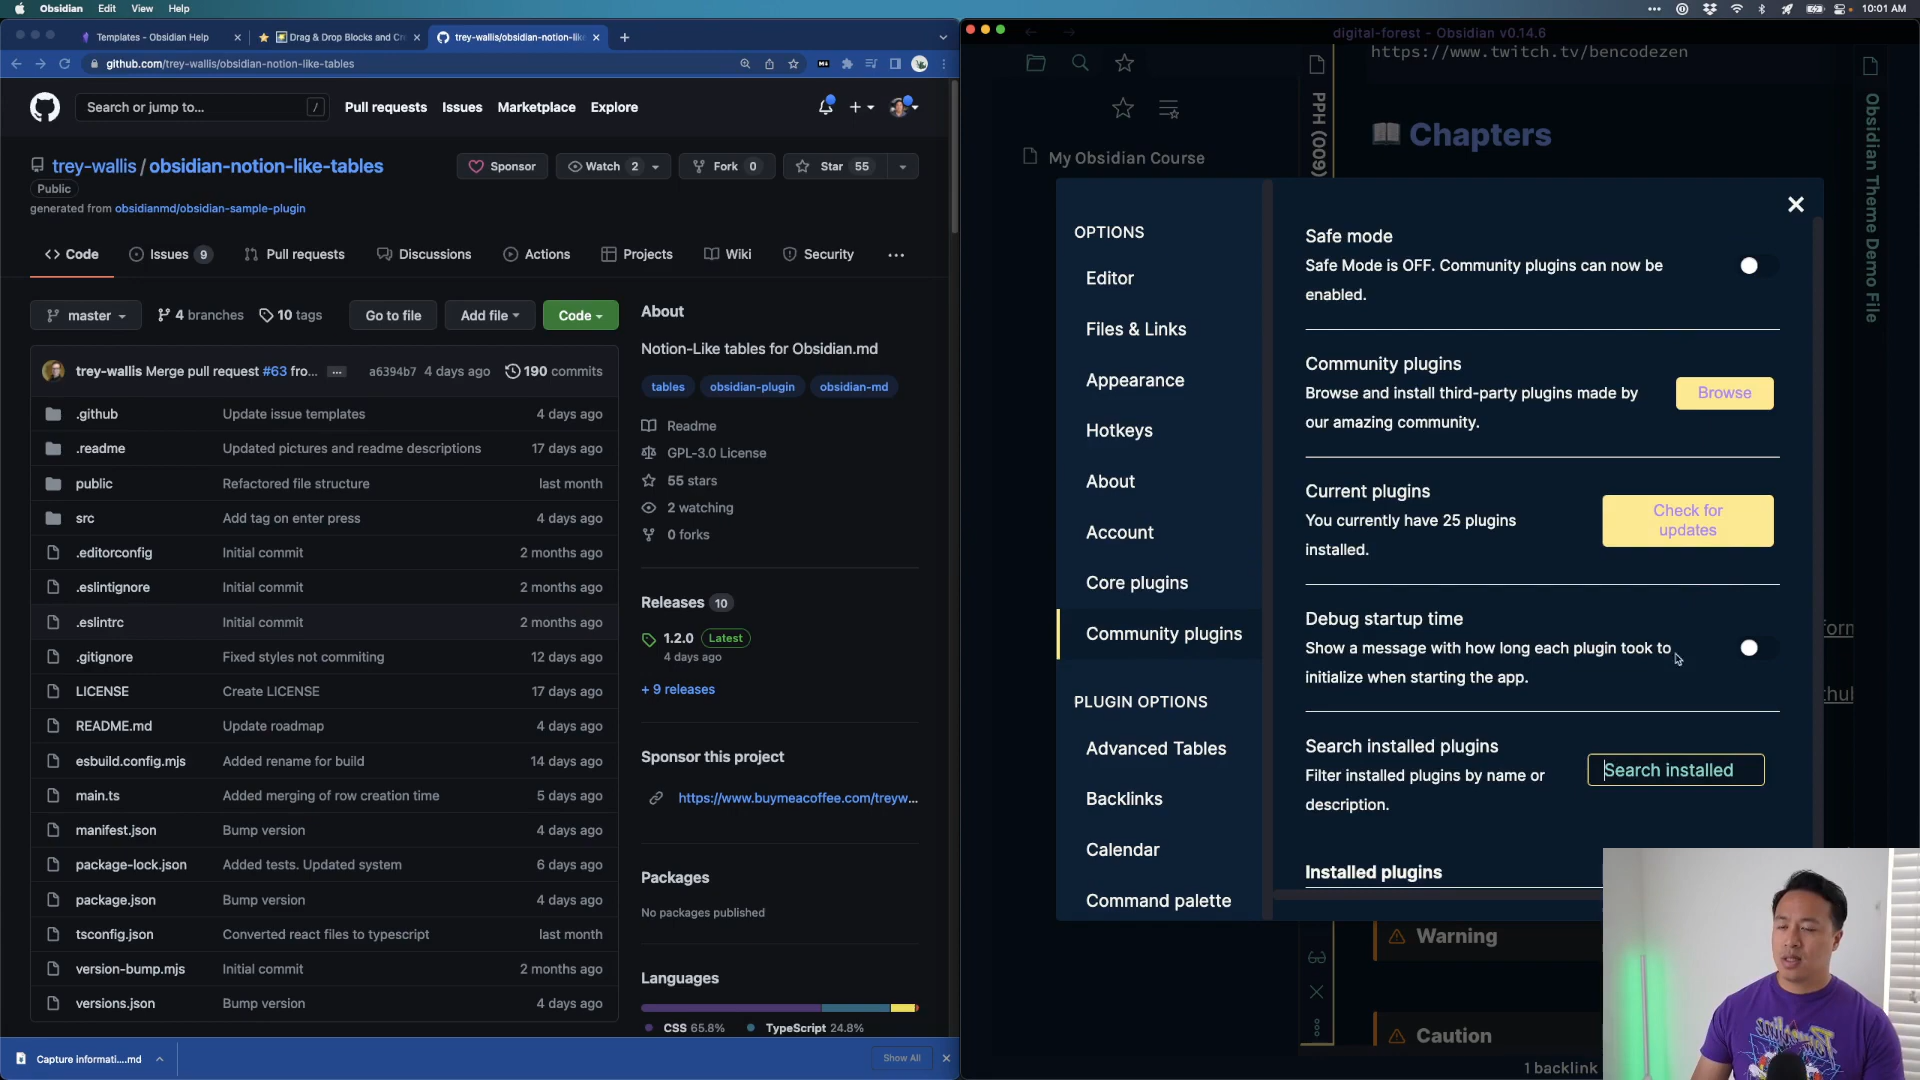 Obsidian Edit View Help
10:01 AM
Templates - Obsidian Help
Drag & Drop Blocks and Cr
trey-wallis/obsidian-notion-lik
github.com/trey-wallis/obsidian-notion-like-tables
Search or jump to...
/
Pull requests
Issues
Marketplace
Explore
trey-wallis / obsidian-notion-like-tables
Public
generated from obsidianmd/obsidian-sample-plugin
Sponsor
Watch 2
Fork 0
Star 55
Code
Issues 9
Pull requests
Discussions
Actions
Projects
Wiki
Security
master
4 branches
10 tags
Go to file
Add file
Code
trey-wallis Merge pull request #63 fro... a6394b7 4 days ago 190 commits
.github Update issue templates 4 days ago
.readme Updated pictures and readme descriptions 17 days ago
public Refactored file structure last month
src Add tag on enter press 4 days ago
.editorconfig Initial commit 2 months ago
.eslintignore Initial commit 2 months ago
.eslintrc Initial commit 2 months ago
.gitignore Fixed styles not commiting 12 days ago
LICENSE Create LICENSE 17 days ago
README.md Update roadmap 4 days ago
esbuild.config.mjs Added rename for build 14 days ago
main.ts Added merging of row creation time 5 days ago
manifest.json Bump version 4 days ago
package-lock.json Added tests. Updated system 6 days ago
package.json Bump version 4 days ago
tsconfig.json Converted react files to typescript last month
version-bump.mjs Initial commit 2 months ago
versions.json Bump version 4 days ago
About
Notion-Like tables for Obsidian.md
tables obsidian-plugin obsidian-md
Readme
GPL-3.0 License
55 stars
2 watching
0 forks
Releases 10
1.2.0 Latest
4 days ago
+ 9 releases
Sponsor this project
https://www.buymeacoffee.com/treyw...
Packages
No packages published
Languages
CSS 65.8% TypeScript 24.8%
Capture informati....md
Show All
digital-forest - Obsidian v0.14.6
https://www.twitch.tv/bencodezen
Chapters
My Obsidian Course
PPH (009)
Obsidian Theme Demo File
OPTIONS
Editor
Files & Links
Appearance
Hotkeys
About
Account
Core plugins
Community plugins
PLUGIN OPTIONS
Advanced Tables
Backlinks
Calendar
Command palette
Safe mode
Safe Mode is OFF. Community plugins can now be
enabled.
Community plugins
Browse and install third-party plugins made by
our amazing community.
Browse
Current plugins
You currently have 25 plugins
installed.
Check for
updates
Debug startup time
Show a message with how long each plugin took to
initialize when starting the app.
Search installed plugins
Filter installed plugins by name or
description.
Search installed
Installed plugins
Warning
Caution
1 backlink